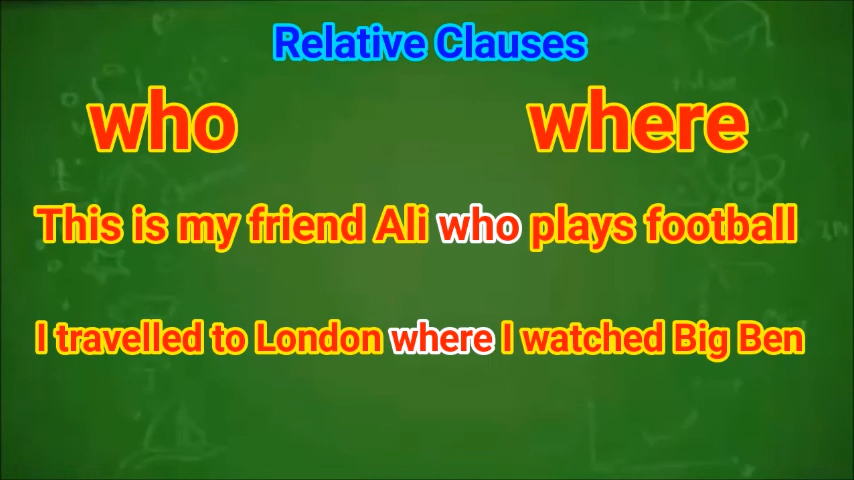 Relative Clauses
who where
This is my friend Ali who plays football
I travelled to London where I watched Big Ben